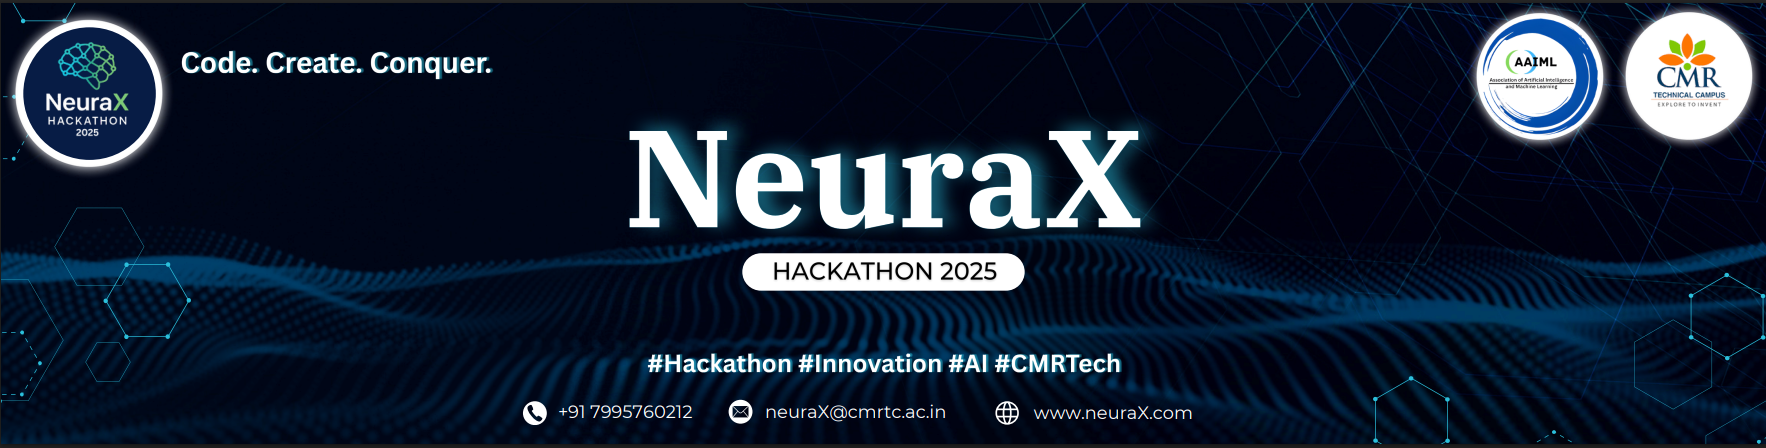 NeuraX
HACKATHON
2025
Code. Create. Conquer.
AAIML
Association of Artificial Intelligence
and Machine Learning
CMR
TECHNICAL CAMPUS
EXPLORE TO INVENT
NeuraX
HACKATHON 2025
#Hackathon #Innovation #AI #CMRTech
+91 7995760212 neuraX@cmrtc.ac.in www.neuraX.com